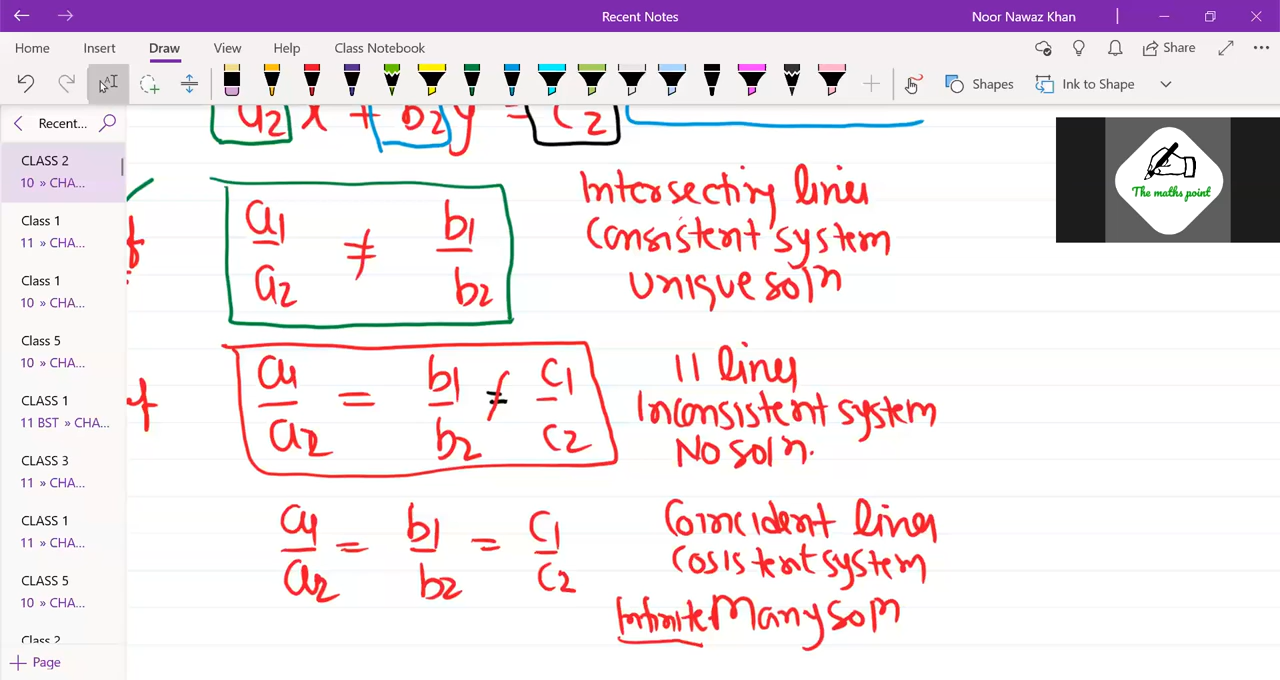 Recent Notes
Noor Nawaz Khan
Home Insert Draw View Help Class Notebook
Share
Shapes
Ink to Shape
Recent...
CLASS 2
10 » CHA...
Class 1
11 » CHA...
Class 1
10 » CHA...
Class 5
10 » CHA...
CLASS 1
11 BST » CHA...
CLASS 3
11 » CHA...
CLASS 1
11 » CHA...
CLASS 5
10 » CHA...
Class 2
Page
a2 x + b2 y = c2
a1/a2 ≠ b1/b2
Intersecting lines
Consistent system
Unique soln
a1/a2 = b1/b2 ≠ c1/c2
|| lines
Inconsistent system
No soln.
a1/a2 = b1/b2 = c1/c2
Coincident lines
Cosistent system
Infinite Many soln
The maths point